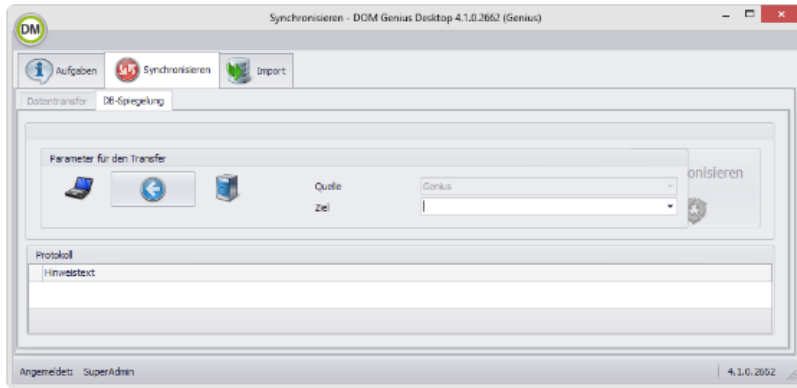 Synchronisieren - DOM Genius Desktop 4.1.0.2662 (Genius)
DM
Aufgaben Synchronisieren Import
Datentransfer DB-Spiegelung
Parameter für den Transfer
onisieren
Quelle Genius
Ziel
Protokoll
Hinweistext
Angemeldet: SuperAdmin 4.1.0.2662